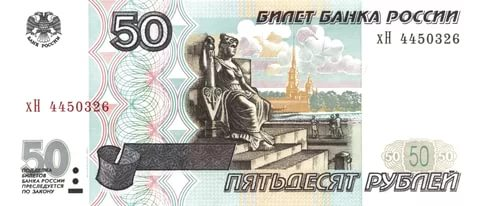 50
БИЛЕТ БАНКА РОССИИ
хН 4450326
хН 4450326
50
ПОДДЕЛКА
БИЛЕТОВ
БАНКА РОССИИ
ПРЕСЛЕДУЕТСЯ
ПО ЗАКОНУ
50 50 50
ПЯТЬДЕСЯТ РУБЛЕЙ